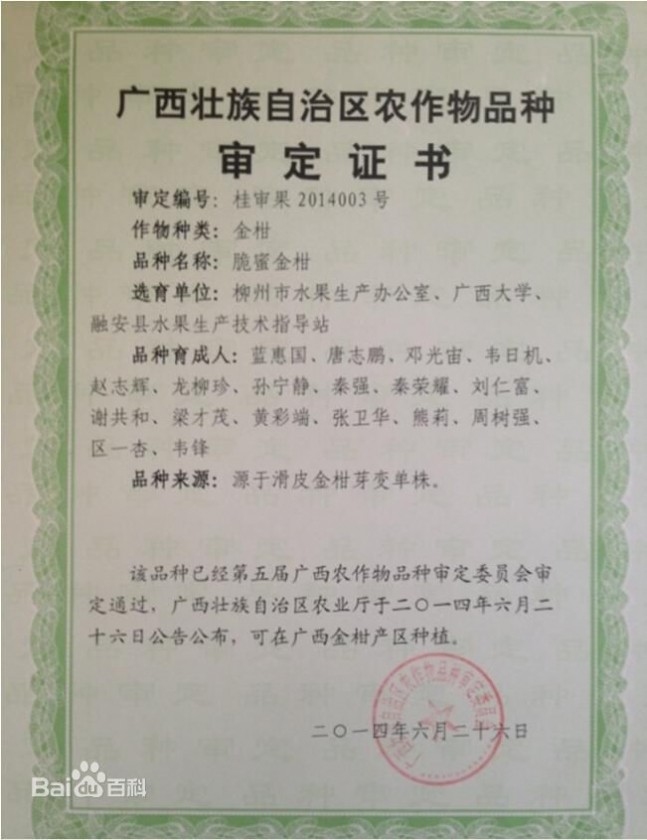 广西壮族自治区农作物品种
审定证书
审定编号：桂审果2014003号
作物种类：金柑
品种名称：脆蜜金柑
选育单位：柳州市水果生产办公室、广西大学、
融安县水果生产技术指导站
品种育成人：蓝惠国、唐志鹏、邓光宙、韦日机、
赵志辉、龙柳珍、孙宁静、秦强、秦荣耀、刘仁富、
谢共和、梁才茂、黄彩端、张卫华、熊莉、周树强、
区一杏、韦锋
品种来源：源于滑皮金柑芽变单株。
该品种已经第五届广西农作物品种审定委员会审
定通过，广西壮族自治区农业厅于二〇一四年六月二
十六日公告公布，可在广西金柑产区种植。
二〇一四年六月二十六日
Bai百科